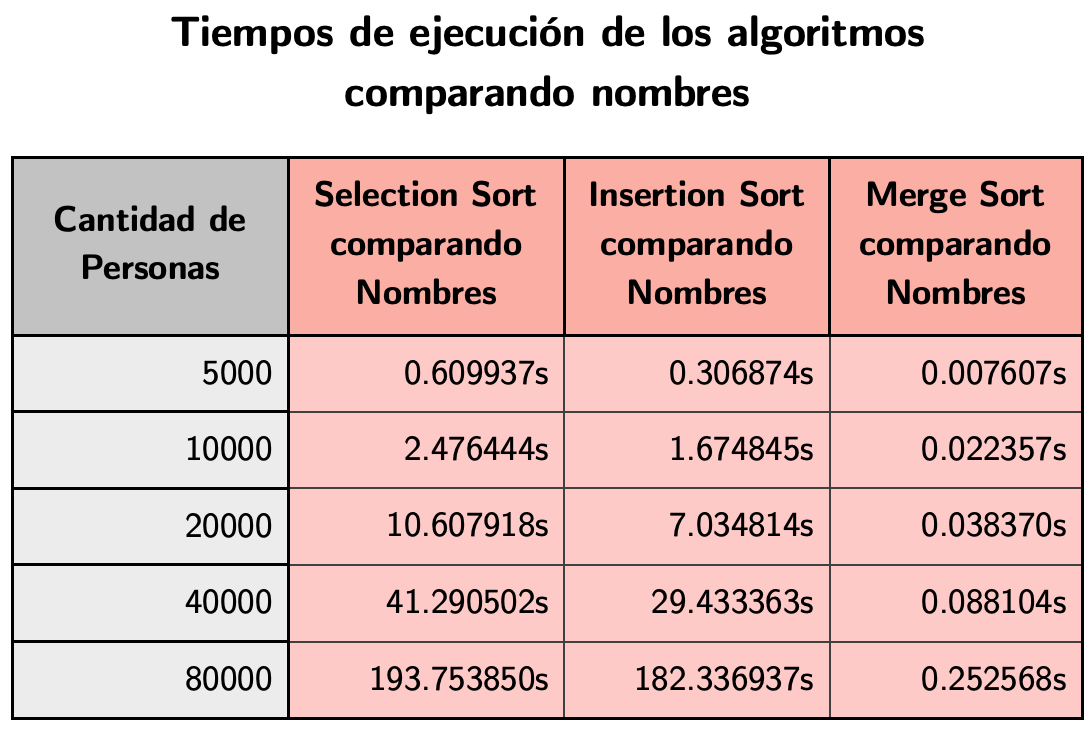 Tiempos de ejecución de los algoritmos
comparando nombres
Cantidad de
Personas
Selection Sort
comparando
Nombres
Insertion Sort
comparando
Nombres
Merge Sort
comparando
Nombres
5000 0.609937s 0.306874s 0.007607s
10000 2.476444s 1.674845s 0.022357s
20000 10.607918s 7.034814s 0.038370s
40000 41.290502s 29.433363s 0.088104s
80000 193.753850s 182.336937s 0.252568s